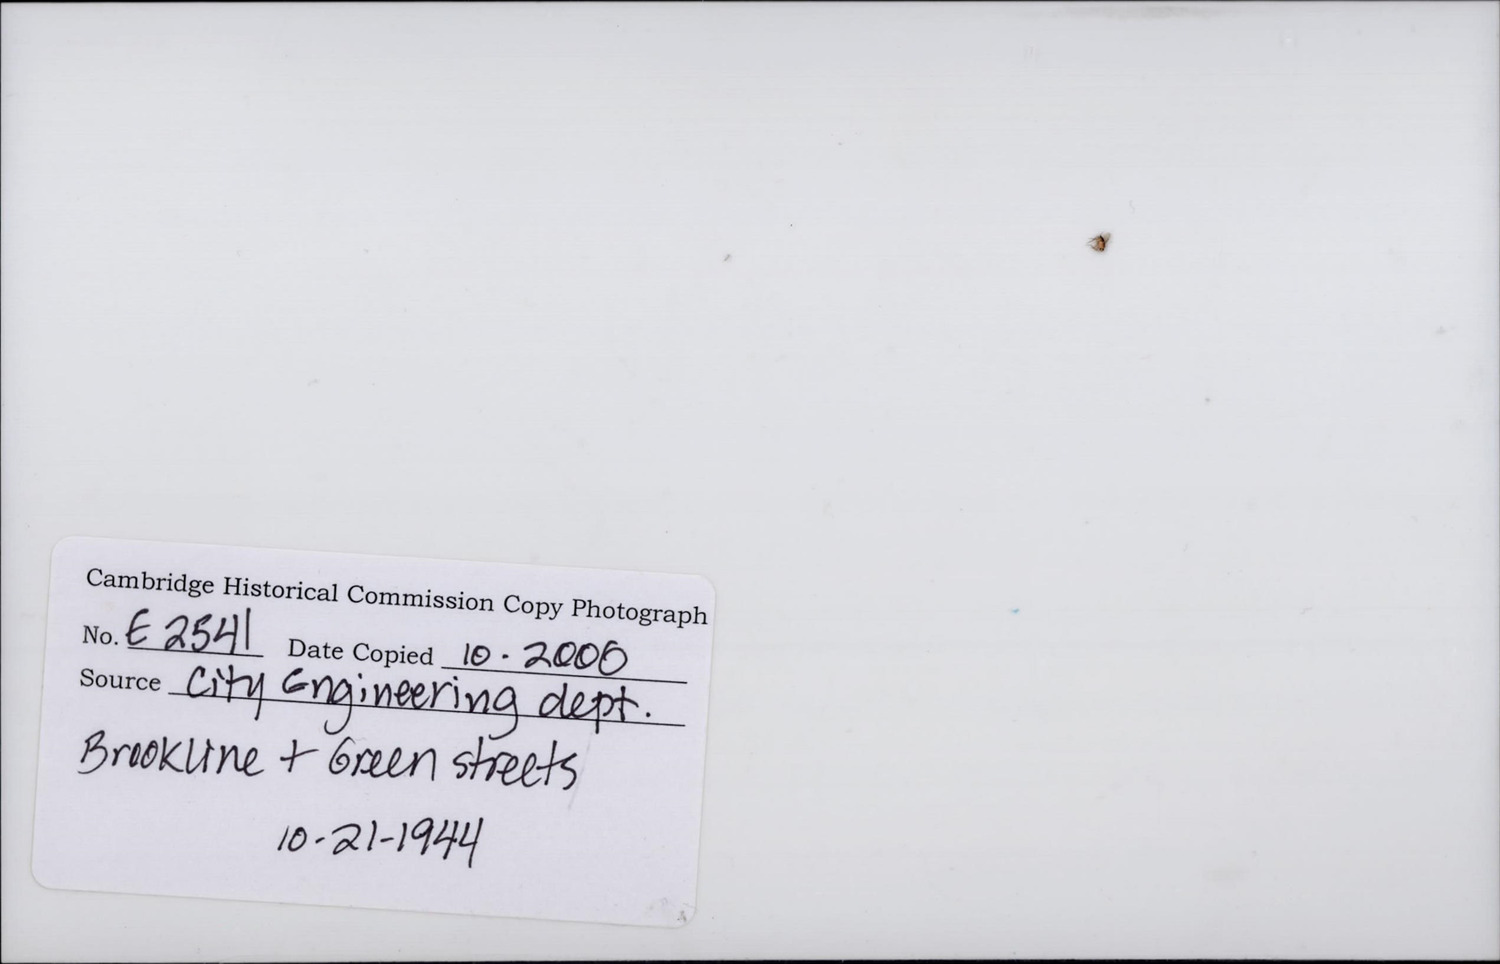 Cambridge Historical Commission Copy Photograph
No. E 2541 Date Copied 10.2000
Source City Engineering dept.
Brookline + Green streets
10-21-1944